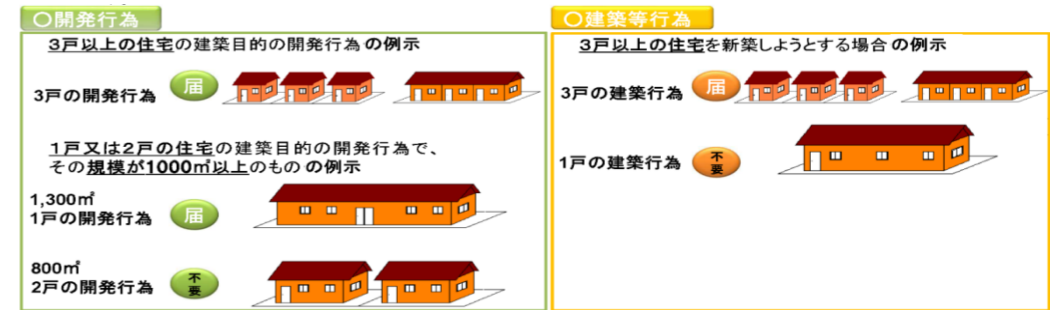 〇開発行為
3戸以上の住宅の建築目的の開発行為 の例示
3戸の開発行為
届
1戸又は2戸の住宅の建築目的の開発行為で、
その規模が1000㎡以上のもの の例示
1,300㎡
1戸の開発行為
届
800㎡
2戸の開発行為
不要
〇建築等行為
3戸以上の住宅を新築しようとする場合 の例示
3戸の建築行為
届
1戸の建築行為
不要